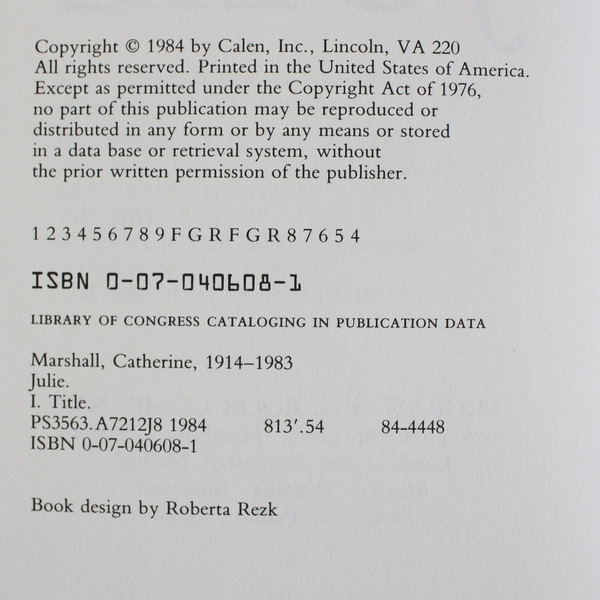 Copyright © 1984 by Calen, Inc., Lincoln, VA 220
All rights reserved. Printed in the United States of America.
Except as permitted under the Copyright Act of 1976,
no part of this publication may be reproduced or
distributed in any form or by any means or stored
in a data base or retrieval system, without
the prior written permission of the publisher.
1 2 3 4 5 6 7 8 9 F G R F G R 8 7 6 5 4
ISBN 0-07-040608-1
LIBRARY OF CONGRESS CATALOGING IN PUBLICATION DATA
Marshall, Catherine, 1914–1983
Julie.
I. Title.
PS3563.A7212J8 1984 813'.54 84-4448
ISBN 0-07-040608-1
Book design by Roberta Rezk